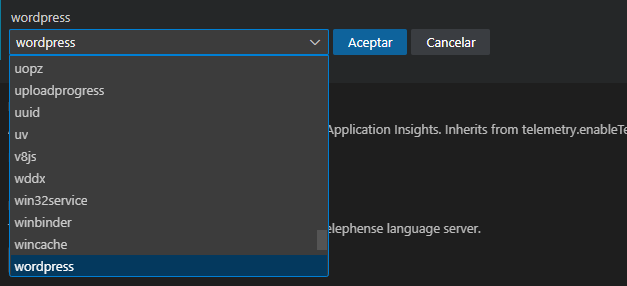 wordpress
wordpress Aceptar Cancelar
uopz
uploadprogress
uuid
uv Application Insights. Inherits from telemetry.enableTe
v8js
wddx
win32service
winbinder elephense language server.
wincache
wordpress